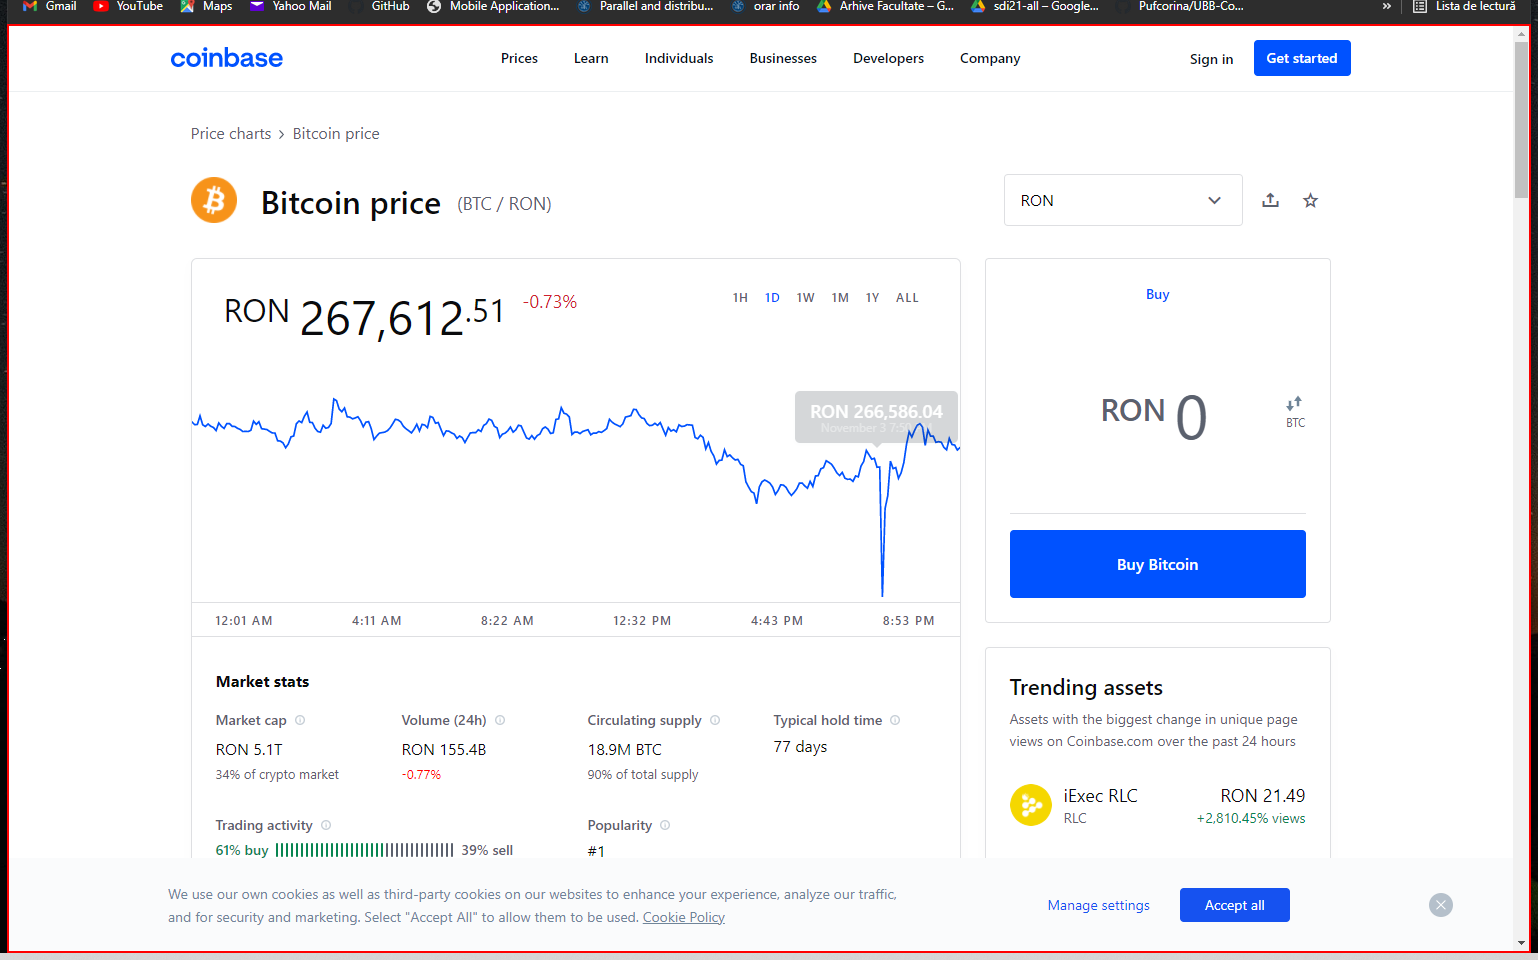 Gmail YouTube Maps Yahoo Mail GitHub Mobile Application... Parallel and distribu... orar info Arhive Facultate – G... sdi21-all – Google... Pufcorina/UBB-Co... » Lista de lectură
coinbase Prices Learn Individuals Businesses Developers Company Sign in Get started
Price charts > Bitcoin price
Bitcoin price (BTC / RON) RON
RON 267,612.51 -0.73% 1H 1D 1W 1M 1Y ALL
RON 266,586.04
November 3 7:5
12:01 AM 4:11 AM 8:22 AM 12:32 PM 4:43 PM 8:53 PM
Buy
RON 0
BTC
Buy Bitcoin
Market stats
Market cap Volume (24h) Circulating supply Typical hold time
RON 5.1T RON 155.4B 18.9M BTC 77 days
34% of crypto market -0.77% 90% of total supply
Trading activity Popularity
61% buy 39% sell #1
Trending assets
Assets with the biggest change in unique page
views on Coinbase.com over the past 24 hours
iExec RLC RON 21.49
RLC +2,810.45% views
We use our own cookies as well as third-party cookies on our websites to enhance your experience, analyze our traffic,
and for security and marketing. Select "Accept All" to allow them to be used. Cookie Policy
Manage settings Accept all